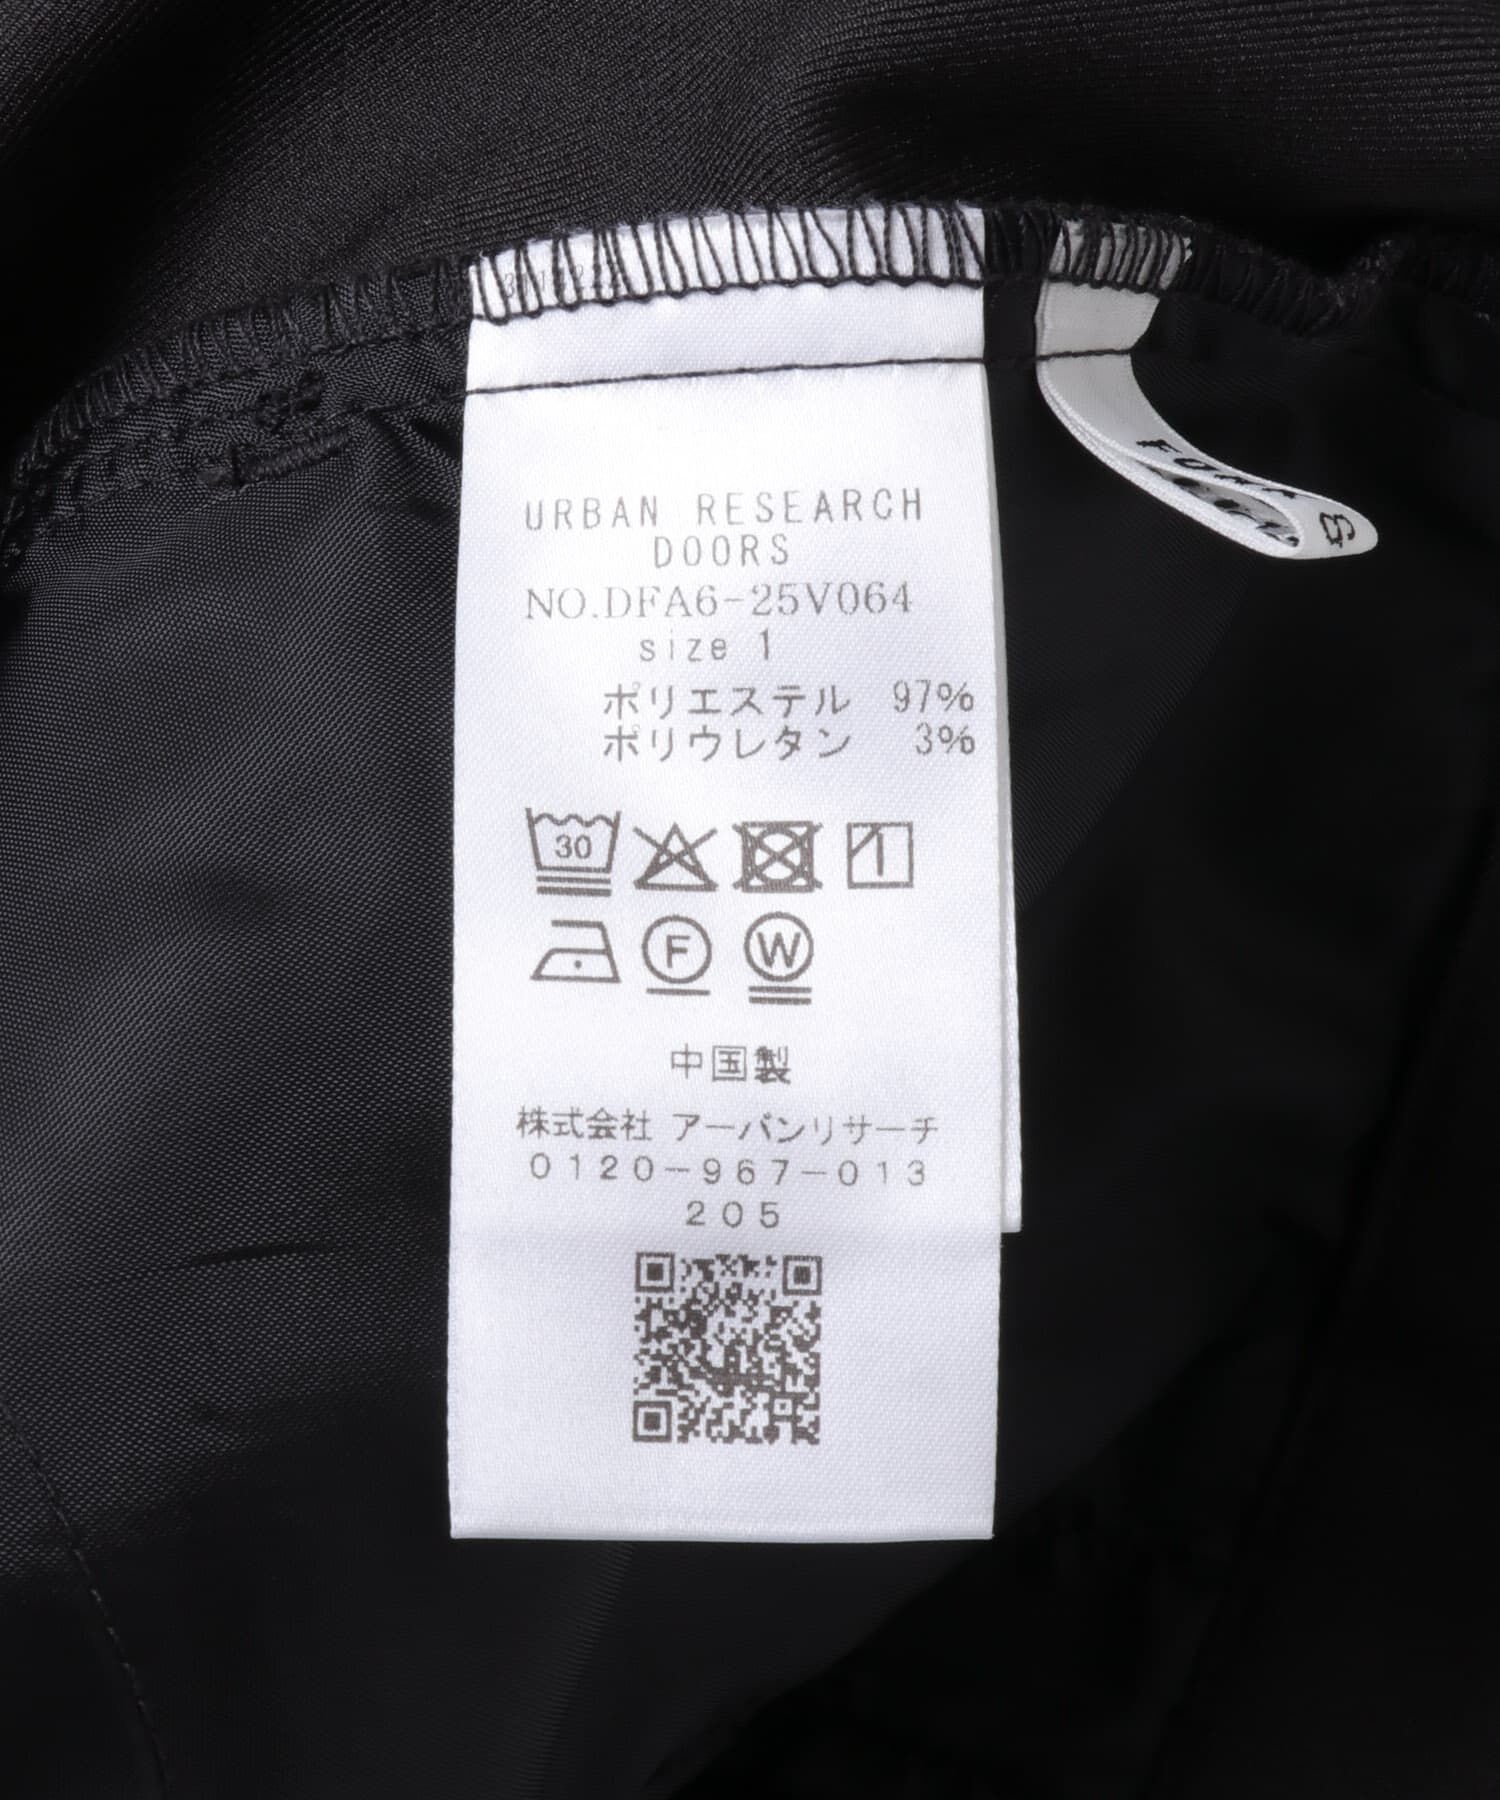 URBAN RESEARCH
DOORS
NO.DFA6-25V064
size 1
ポリエステル 97%
ポリウレタン 3%
30
F
W
中国製
株式会社 アーバンリサーチ
0120-967-013
205
FORK